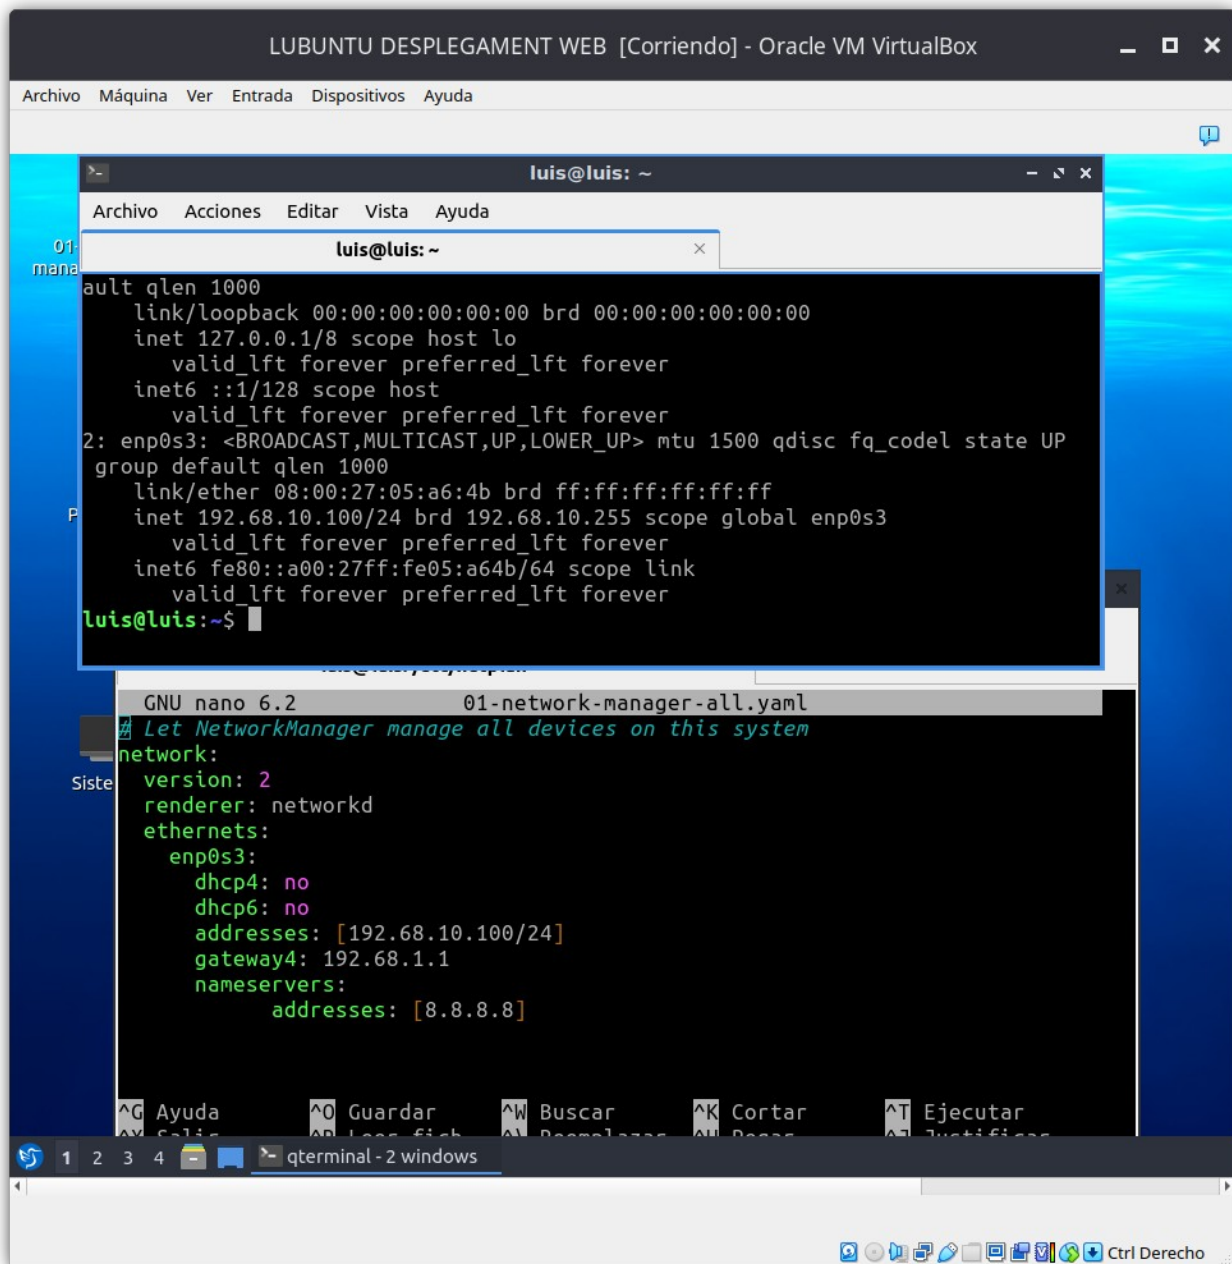 LUBUNTU DESPLEGAMENT WEB [Corriendo] - Oracle VM VirtualBox
Archivo Máquina Ver Entrada Dispositivos Ayuda
luis@luis: ~
Archivo Acciones Editar Vista Ayuda
luis@luis: ~
01-
mana
ault qlen 1000
link/loopback 00:00:00:00:00:00 brd 00:00:00:00:00:00
inet 127.0.0.1/8 scope host lo
valid_lft forever preferred_lft forever
inet6 ::1/128 scope host
valid_lft forever preferred_lft forever
2: enp0s3: <BROADCAST,MULTICAST,UP,LOWER_UP> mtu 1500 qdisc fq_codel state UP
group default qlen 1000
link/ether 08:00:27:05:a6:4b brd ff:ff:ff:ff:ff:ff
inet 192.68.10.100/24 brd 192.68.10.255 scope global enp0s3
P
valid_lft forever preferred_lft forever
inet6 fe80::a00:27ff:fe05:a64b/64 scope link
valid_lft forever preferred_lft forever
luis@luis:~$
GNU nano 6.2 01-network-manager-all.yaml
# Let NetworkManager manage all devices on this system
network:
version: 2
Siste
renderer: networkd
ethernets:
enp0s3:
dhcp4: no
dhcp6: no
addresses: [192.68.10.100/24]
gateway4: 192.68.1.1
nameservers:
addresses: [8.8.8.8]
^G Ayuda ^O Guardar ^W Buscar ^K Cortar ^T Ejecutar
1 2 3 4 qterminal - 2 windows
Ctrl Derecho